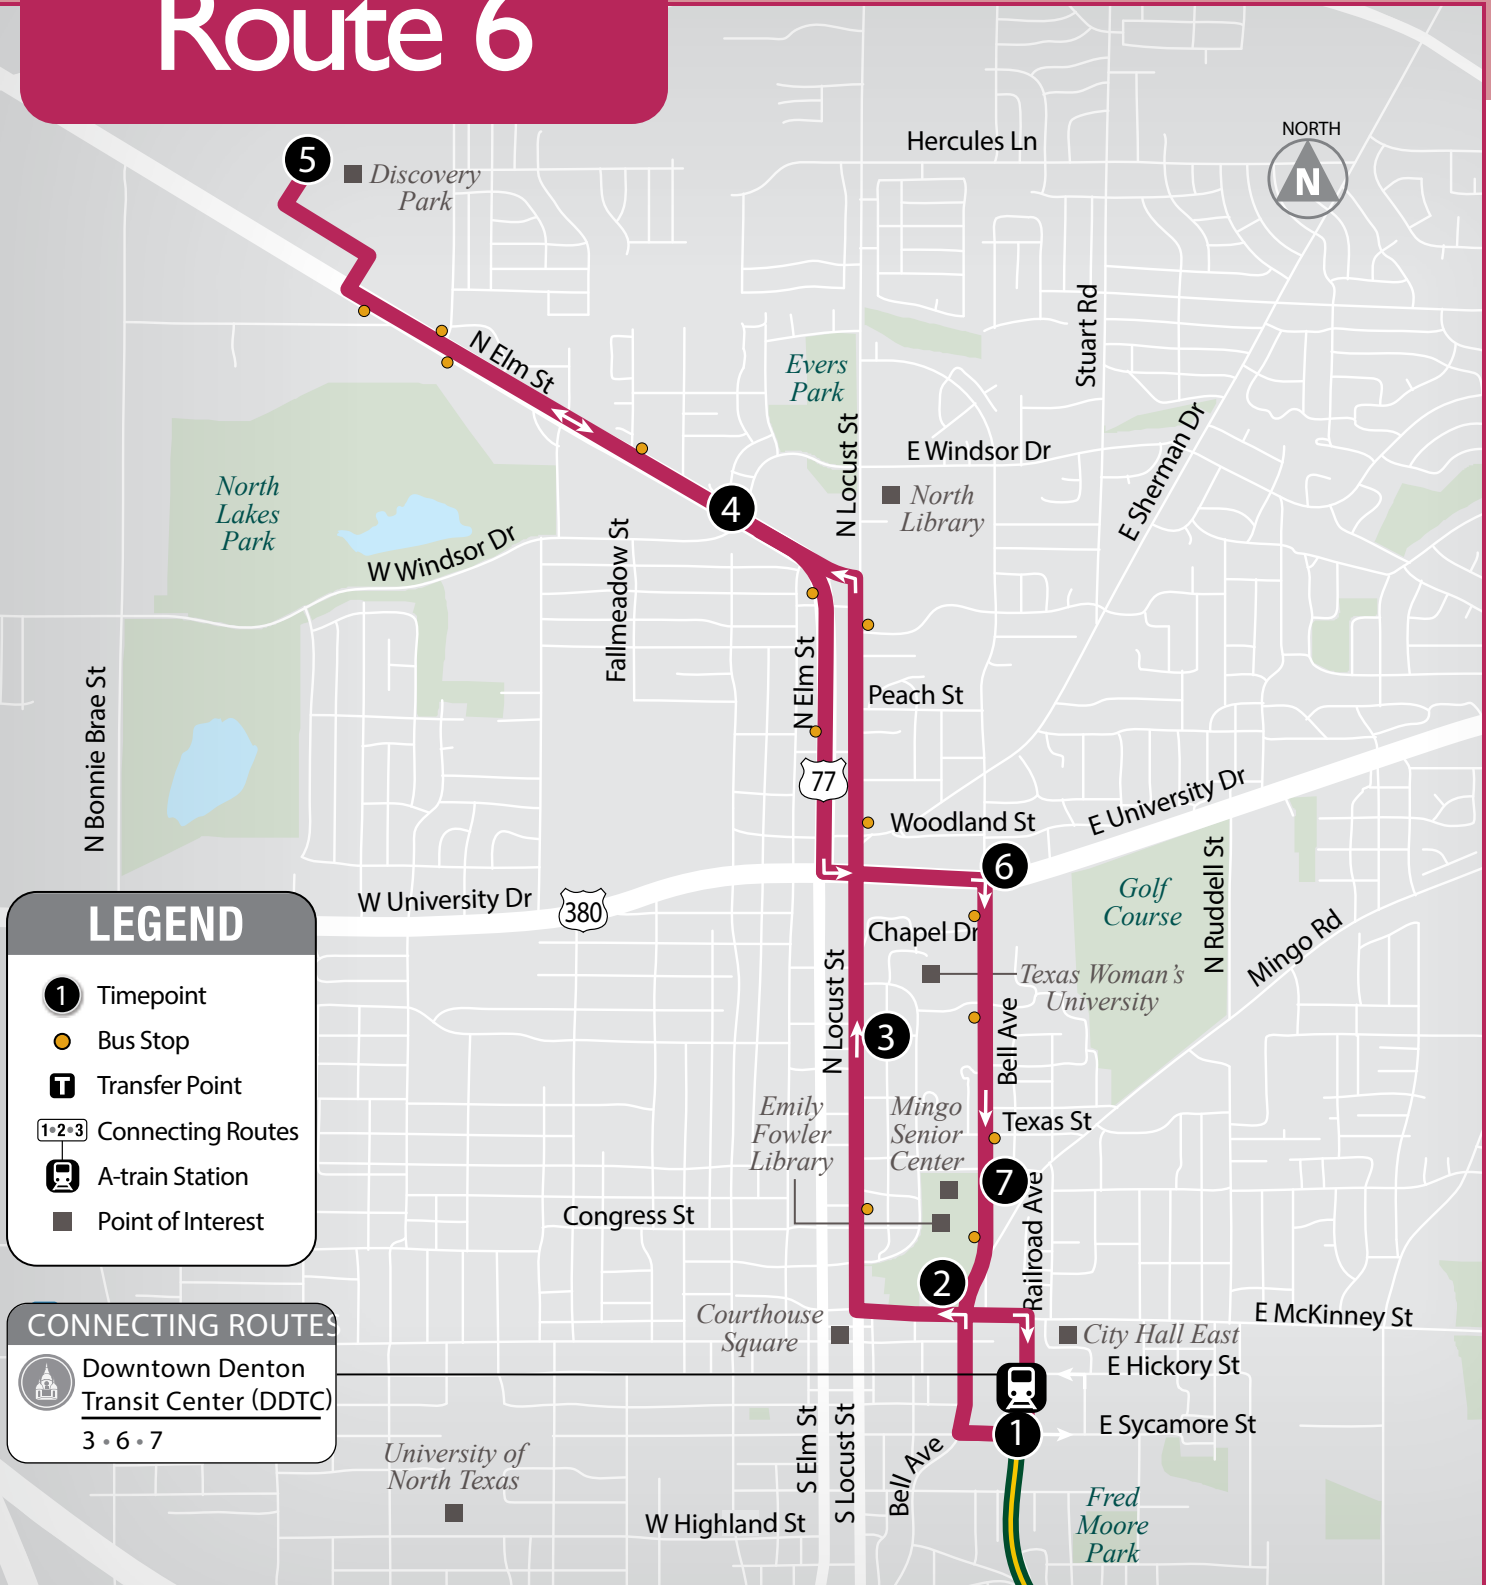 Route 6
NORTH
N
Hercules Ln
5
Discovery
Park
Stuart Rd
N Elm St
Evers
Park
N Locust St
E Windsor Dr
E Sherman Dr
North
Lakes
Park
North
Library
4
W Windsor Dr
Fallmeadow St
N Elm St
Peach St
N Bonnie Brae St
77
Woodland St
E University Dr
6
W University Dr
380
Golf
Course
N Ruddell St
Mingo Rd
Chapel Dr
Texas Woman's
University
N Locust St
3
Bell Ave
LEGEND
1 Timepoint
Bus Stop
T Transfer Point
1•2•3 Connecting Routes
A-train Station
Point of Interest
Emily
Fowler
Library
Mingo
Senior
Center
Texas St
7
Railroad Ave
Congress St
2
Courthouse
Square
City Hall East
E McKinney St
E Hickory St
CONNECTING ROUTES
Downtown Denton
Transit Center (DDTC)
3 • 6 • 7
1
E Sycamore St
S Elm St
S Locust St
Bell Ave
University of
North Texas
W Highland St
Fred
Moore
Park